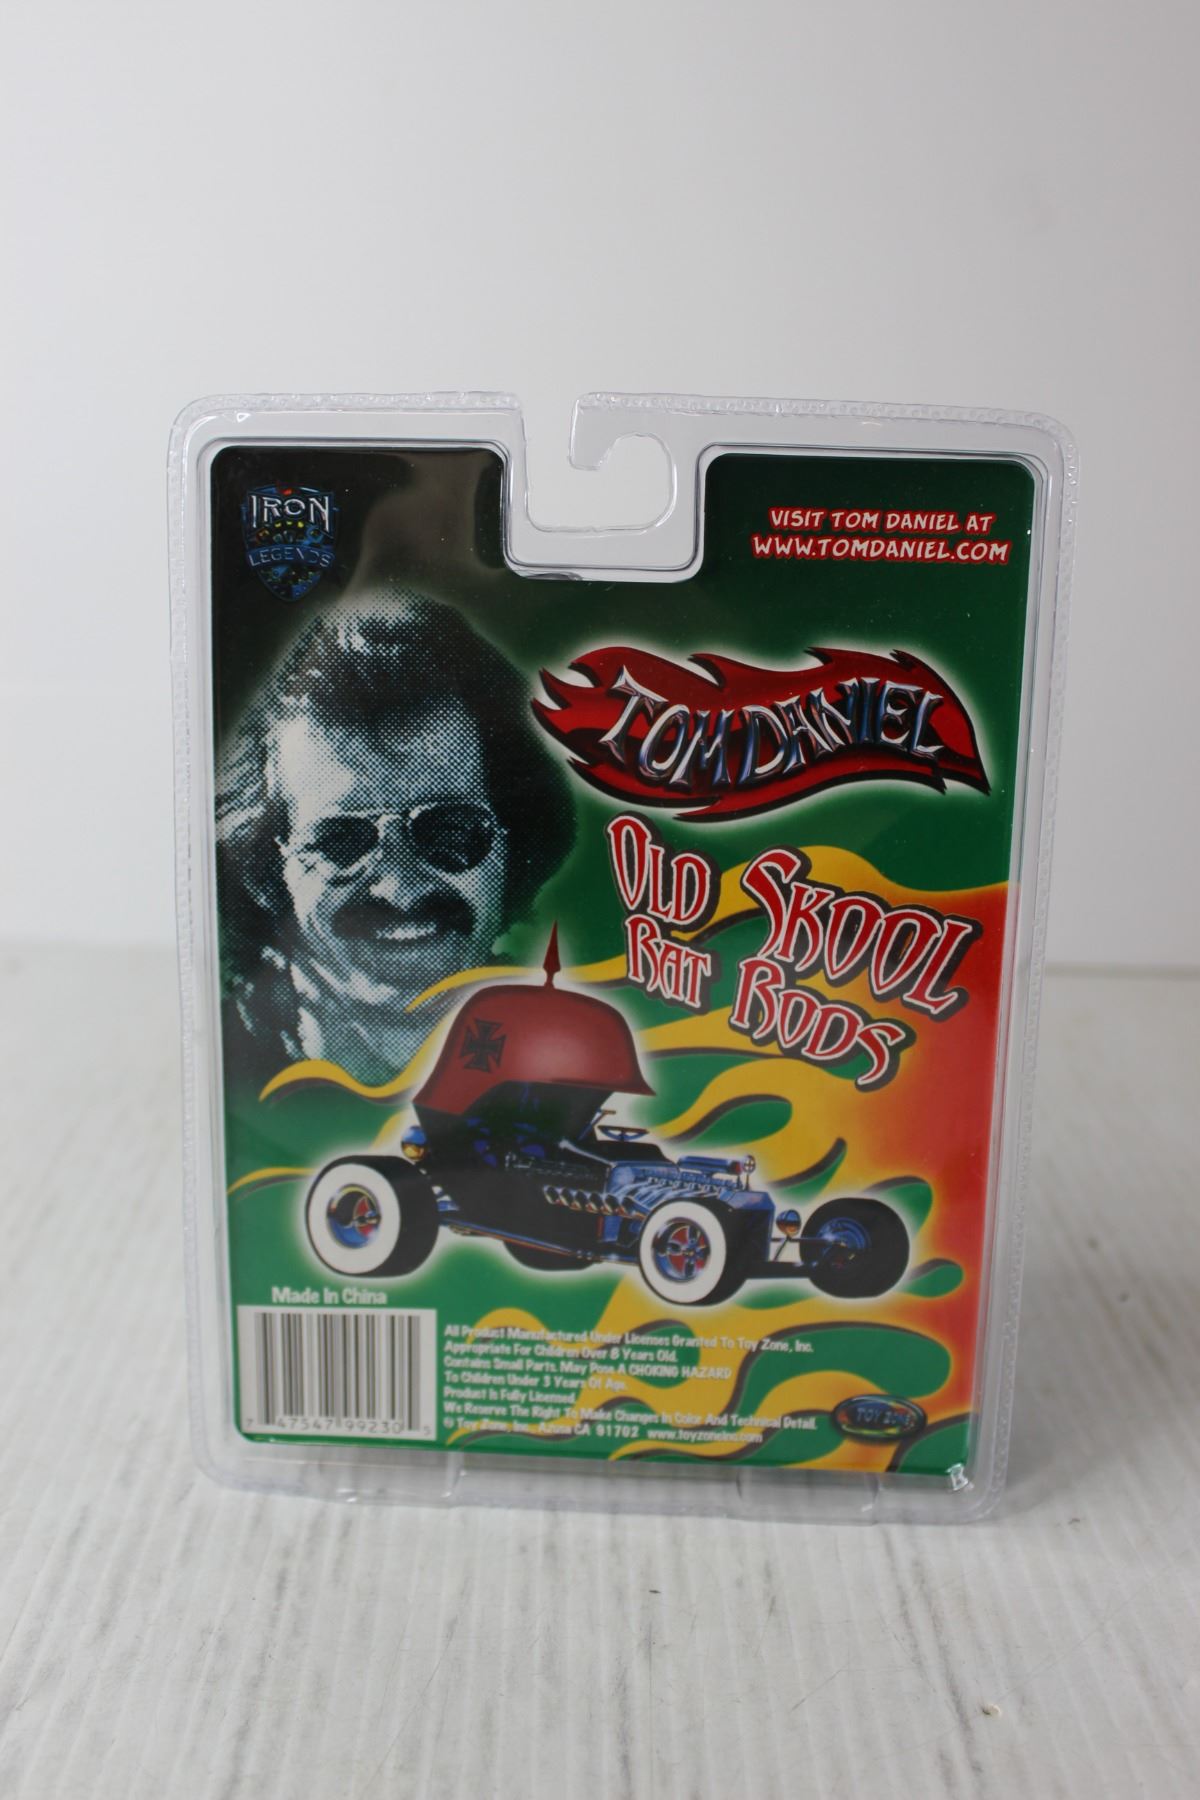 IRON
LEGENDS
VISIT TOM DANIEL AT
WWW.TOMDANIEL.COM
TOM DANIEL
OLD SKOOL
RAT RODS
Made In China
7 47547 99230 5
All Product Manufactured Under Licenses Granted To Toy Zone, Inc.
Appropriate For Children Over 8 Years Old.
Contains Small Parts. May Pose A CHOKING HAZARD
To Children Under 3 Years Of Age.
Product Is Fully Licensed.
We Reserve The Right To Make Changes In Color And Technical Detail.
© Toy Zone, Inc. Azusa CA 91702 www.toyzoneinc.com
TOY ZONE